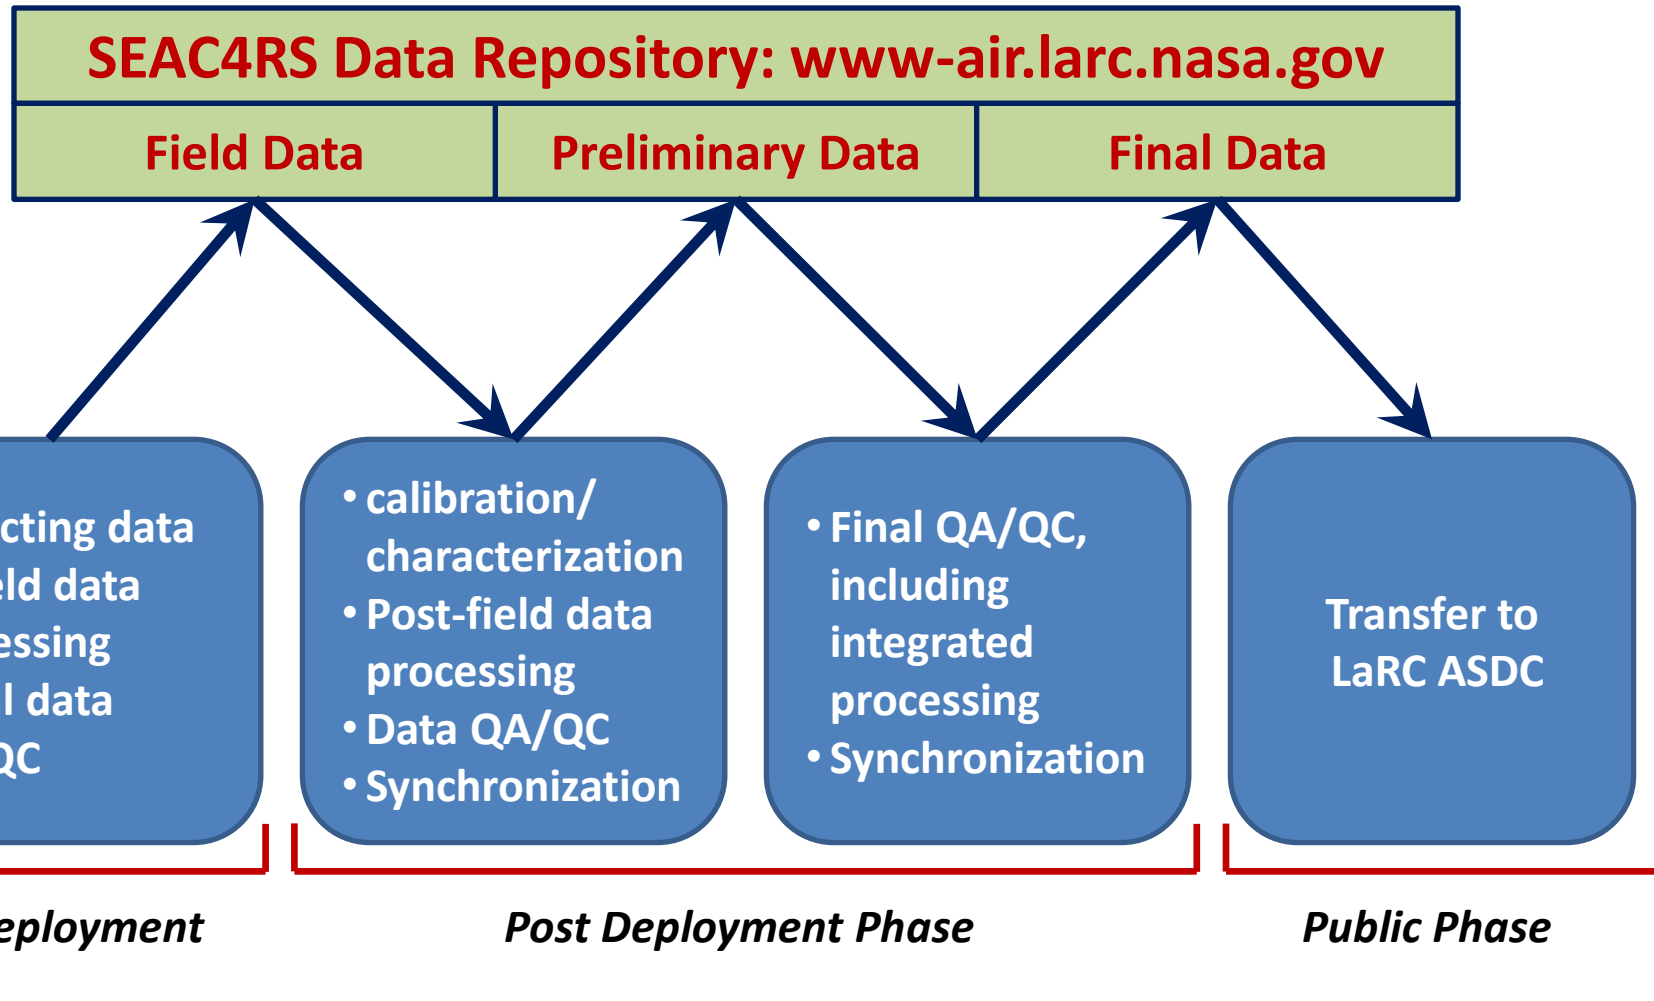 SEAC4RS Data Repository: www-air.larc.nasa.gov
Field Data
Preliminary Data
Final Data
cting data
eld data
essing
l data
QC
• calibration/
characterization
• Post-field data
processing
• Data QA/QC
• Synchronization
• Final QA/QC,
including
integrated
processing
• Synchronization
Transfer to
LaRC ASDC
eployment
Post Deployment Phase
Public Phase